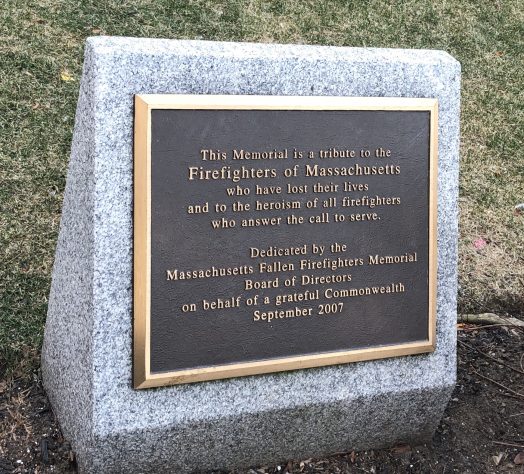 This Memorial is a tribute to the
Firefighters of Massachusetts
who have lost their lives
and to the heroism of all firefighters
who answer the call to serve.
Dedicated by the
Massachusetts Fallen Firefighters Memorial
Board of Directors
on behalf of a grateful Commonwealth
September 2007